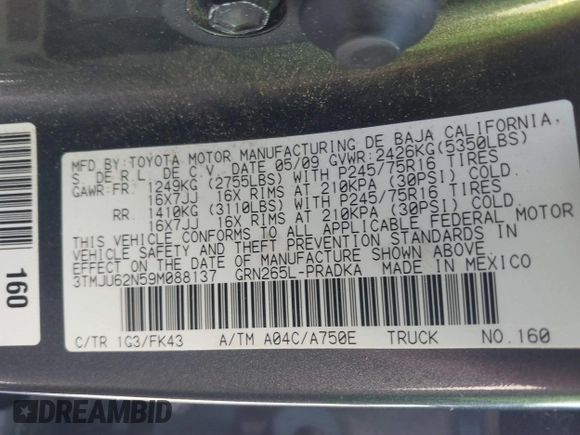 MFD.BY:TOYOTA MOTOR MANUFACTURING DE BAJA CALIFORNIA,
S. DE R.L. DE C.V. DATE 05/09 GVWR:2426KG(5350LBS)
GAWR:FR. 1249KG (2755LBS) WITH P245/75R16 TIRES
16X7JJ 16X RIMS AT 210KPA (30PSI) COLD.
RR. 1410KG (3110LBS) WITH P245/75R16 TIRES
16X7JJ 16X RIMS AT 210KPA (30PSI) COLD.
THIS VEHICLE CONFORMS TO ALL APPLICABLE FEDERAL MOTOR
VEHICLE SAFETY AND THEFT PREVENTION STANDARDS IN
EFFECT ON THE DATE OF MANUFACTURE SHOWN ABOVE
3TMJU62N59M088137 GRN265L-PRADKA MADE IN MEXICO
C/TR 1G3/FK43 A/TM A04C/A750E TRUCK NO.160
160
DREAMBID